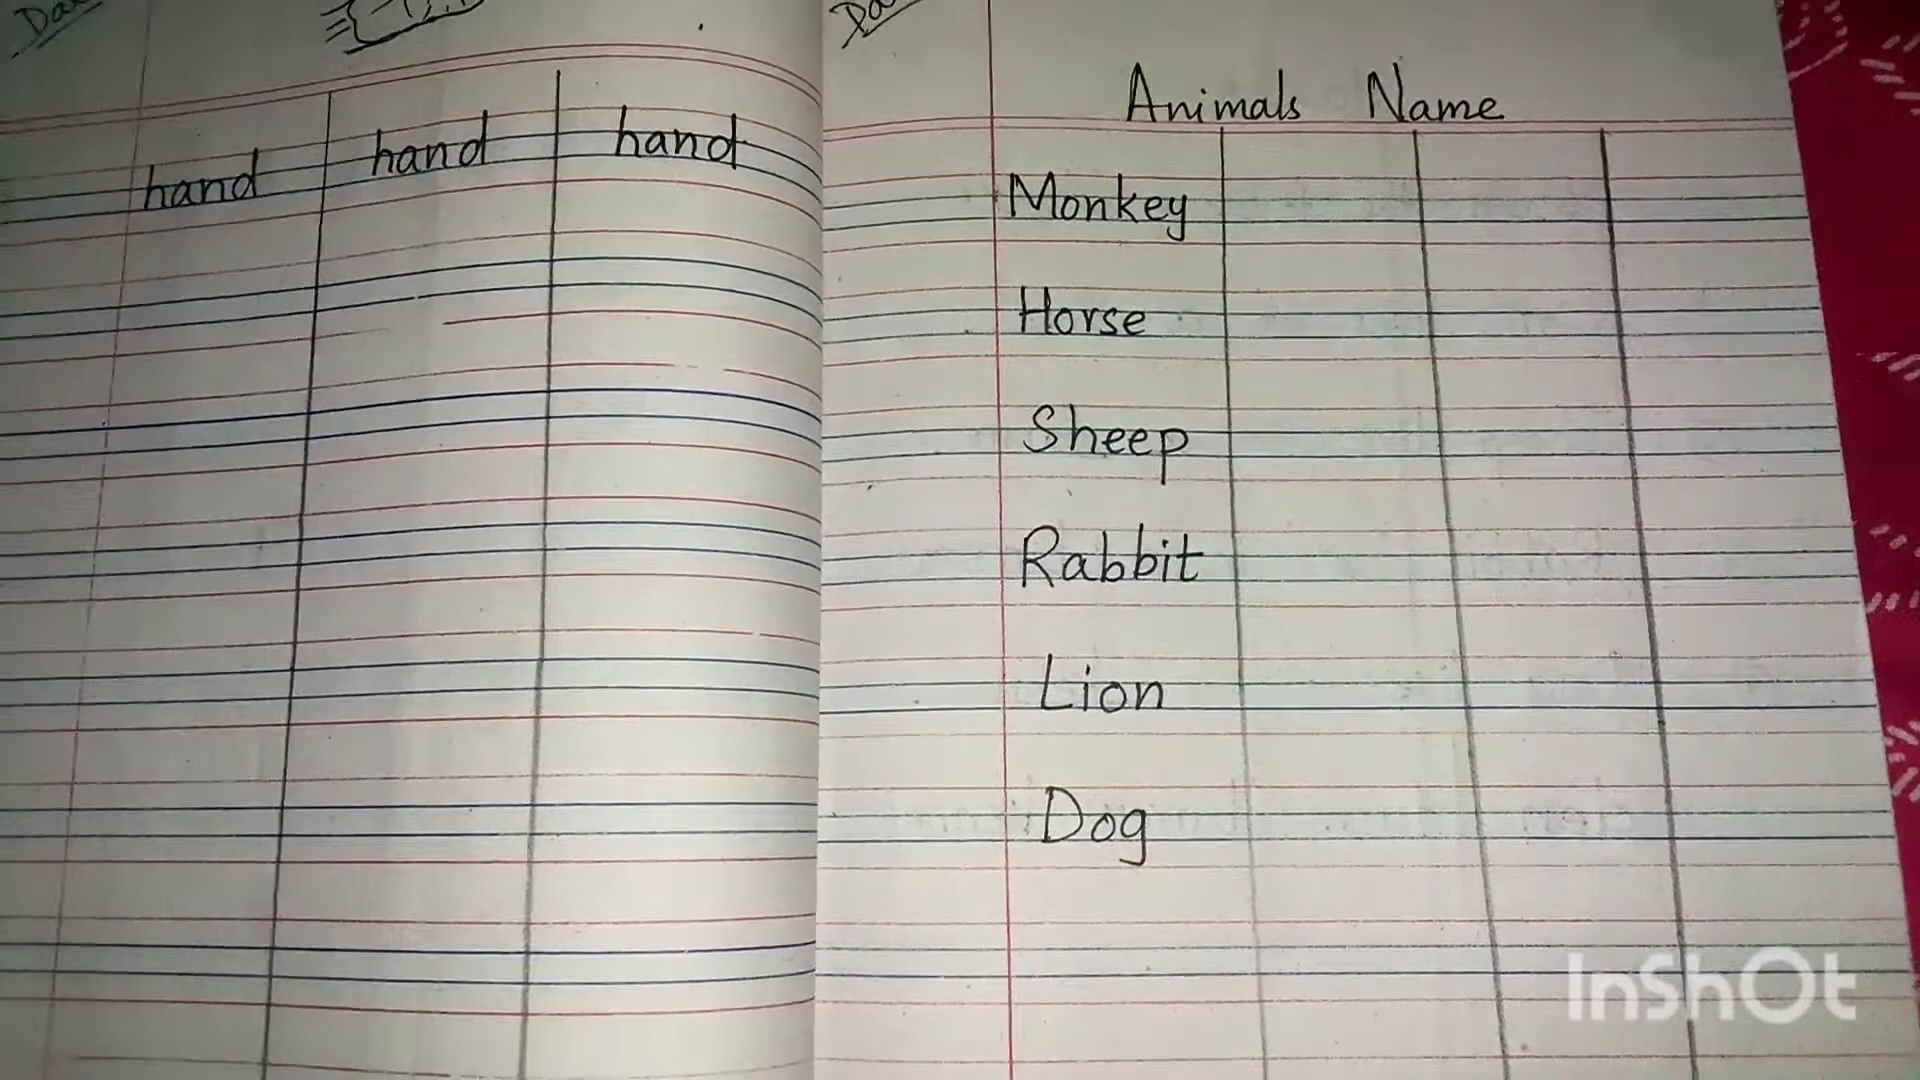 hand hand hand
Animals Name
Monkey
Horse
Sheep
Rabbit
Lion
Dog
InShOt